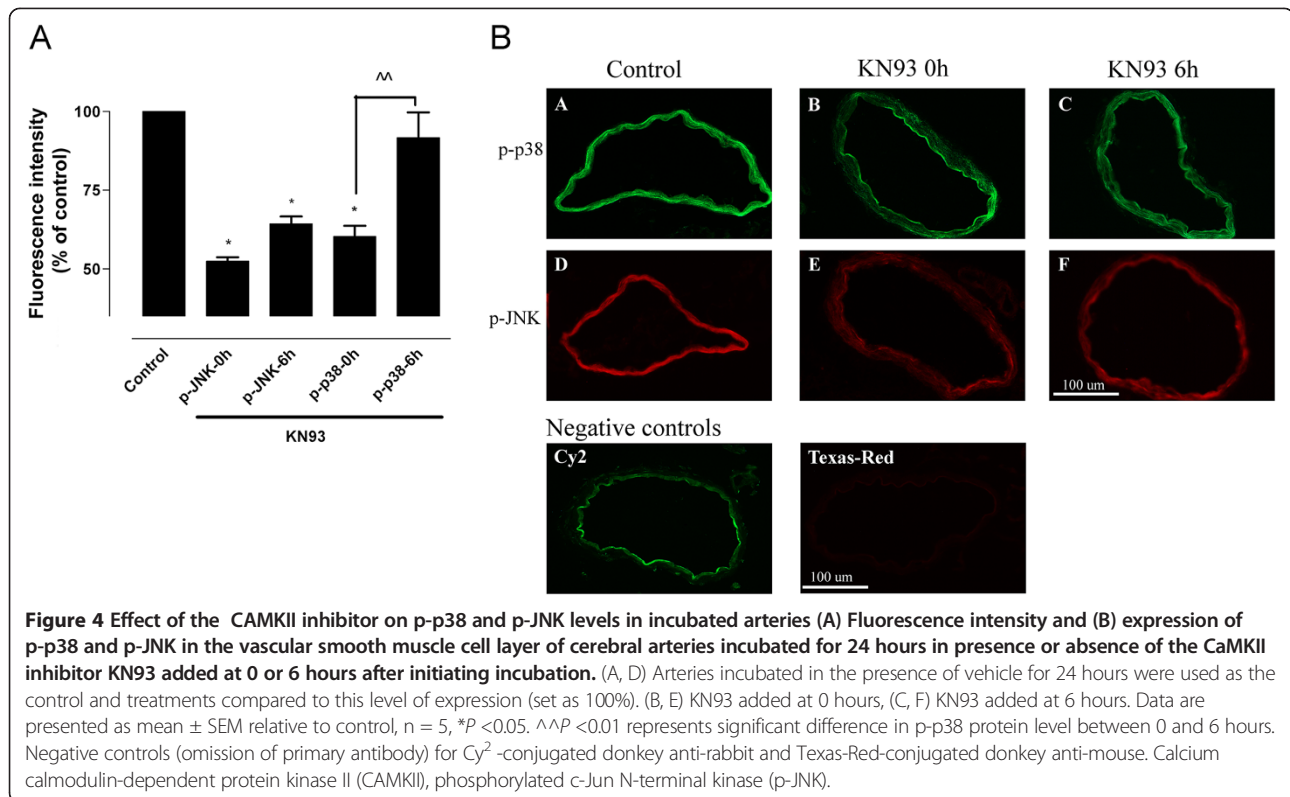 A
Fluorescence intensity
(% of control)
100
75
50
^^
*
*
*
Control
p-JNK-0h
p-JNK-6h
p-p38-0h
p-p38-6h
KN93
B
Control
KN93 0h
KN93 6h
p-p38
A
B
C
p-JNK
D
E
F
100 um
Negative controls
Cy2
Texas-Red
100 um
Figure 4 Effect of the CAMKII inhibitor on p-p38 and p-JNK levels in incubated arteries (A) Fluorescence intensity and (B) expression of
p-p38 and p-JNK in the vascular smooth muscle cell layer of cerebral arteries incubated for 24 hours in presence or absence of the CaMKII
inhibitor KN93 added at 0 or 6 hours after initiating incubation. (A, D) Arteries incubated in the presence of vehicle for 24 hours were used as the
control and treatments compared to this level of expression (set as 100%). (B, E) KN93 added at 0 hours, (C, F) KN93 added at 6 hours. Data are
presented as mean ± SEM relative to control, n = 5, *P <0.05. ^^P <0.01 represents significant difference in p-p38 protein level between 0 and 6 hours.
Negative controls (omission of primary antibody) for Cy² -conjugated donkey anti-rabbit and Texas-Red-conjugated donkey anti-mouse. Calcium
calmodulin-dependent protein kinase II (CAMKII), phosphorylated c-Jun N-terminal kinase (p-JNK).